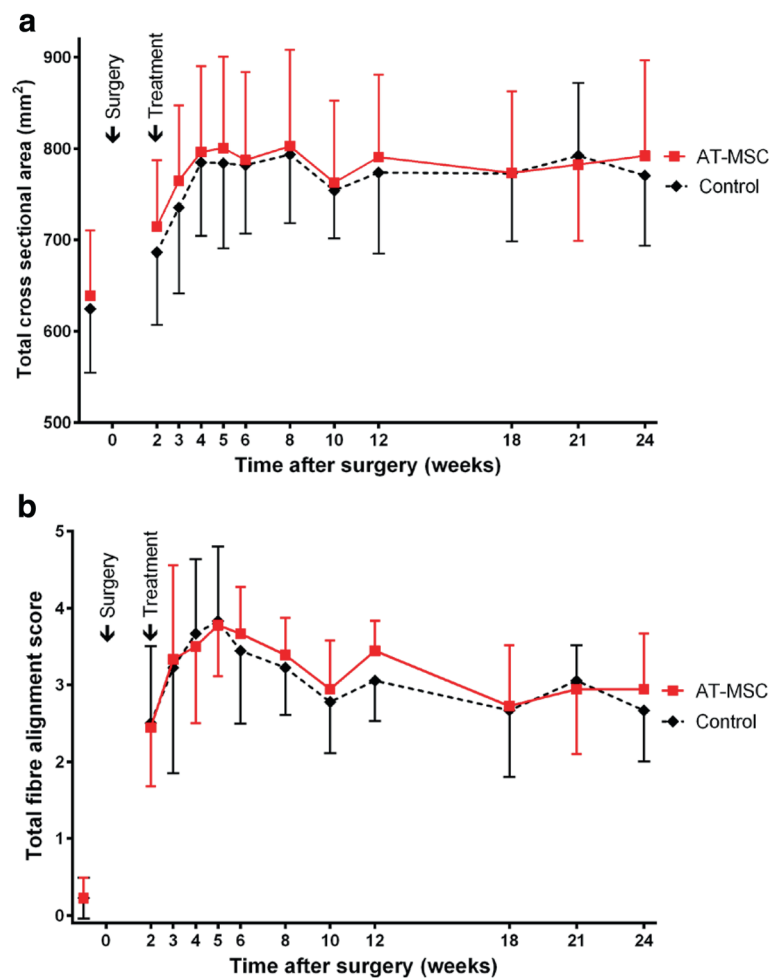 a
Total cross sectional area (mm²)
900
800
700
600
500
Surgery
Treatment
0 2 3 4 5 6 8 10 12 18 21 24
Time after surgery (weeks)
AT-MSC
Control
b
Total fibre alignment score
5
4
3
2
1
0
Surgery
Treatment
0 2 3 4 5 6 8 10 12 18 21 24
Time after surgery (weeks)
AT-MSC
Control